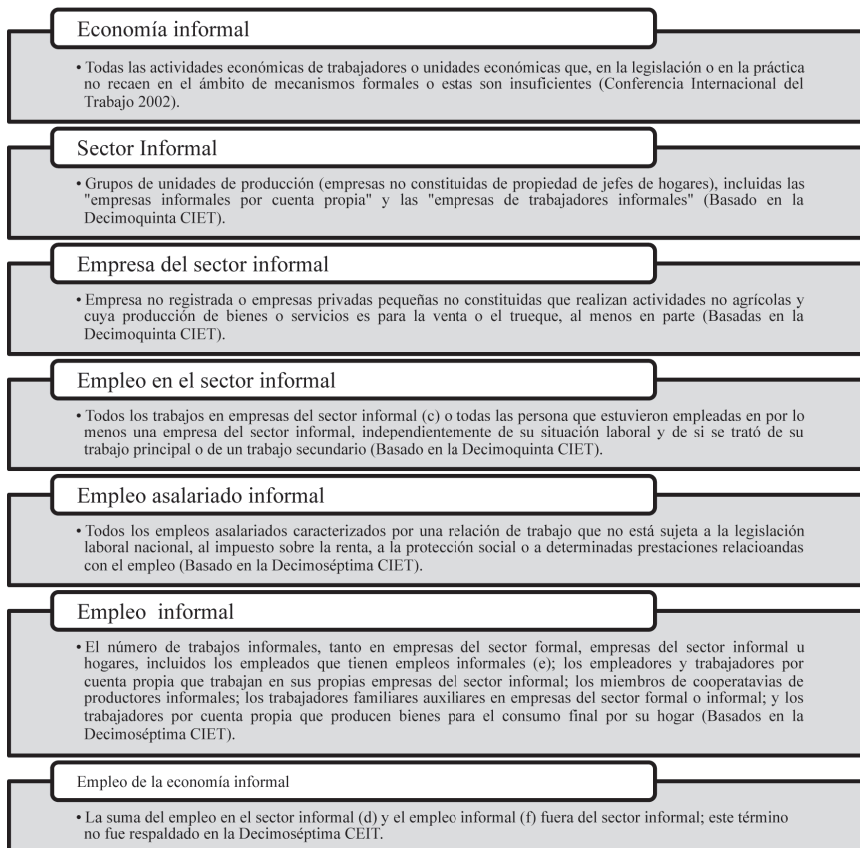 Economía informal
• Todas las actividades económicas de trabajadores o unidades económicas que, en la legislación o en la práctica
no recaen en el ámbito de mecanismos formales o estas son insuficientes (Conferencia Internacional del
Trabajo 2002).
Sector Informal
• Grupos de unidades de producción (empresas no constituidas de propiedad de jefes de hogares), incluidas las
"empresas informales por cuenta propia" y las "empresas de trabajadores informales" (Basado en la
Decimoquinta CIET).
Empresa del sector informal
• Empresa no registrada o empresas privadas pequeñas no constituidas que realizan actividades no agrícolas y
cuya producción de bienes o servicios es para la venta o el trueque, al menos en parte (Basadas en la
Decimoquinta CIET).
Empleo en el sector informal
• Todos los trabajos en empresas del sector informal (c) o todas las persona que estuvieron empleadas en por lo
menos una empresa del sector informal, independientemente de su situación laboral y de si se trató de su
trabajo principal o de un trabajo secundario (Basado en la Decimoquinta CIET).
Empleo asalariado informal
• Todos los empleos asalariados caracterizados por una relación de trabajo que no está sujeta a la legislación
laboral nacional, al impuesto sobre la renta, a la protección social o a determinadas prestaciones relacioandas
con el empleo (Basado en la Decimoséptima CIET).
Empleo informal
• El número de trabajos informales, tanto en empresas del sector formal, empresas del sector informal u
hogares, incluidos los empleados que tienen empleos informales (e); los empleadores y trabajadores por
cuenta propia que trabajan en sus propias empresas del sector informal; los miembros de cooperatavias de
productores informales; los trabajadores familiares auxiliares en empresas del sector formal o informal; y los
trabajadores por cuenta propia que producen bienes para el consumo final por su hogar (Basados en la
Decimoséptima CIET).
Empleo de la economía informal
• La suma del empleo en el sector informal (d) y el empleo informal (f) fuera del sector informal; este término
no fue respaldado en la Decimoséptima CEIT.